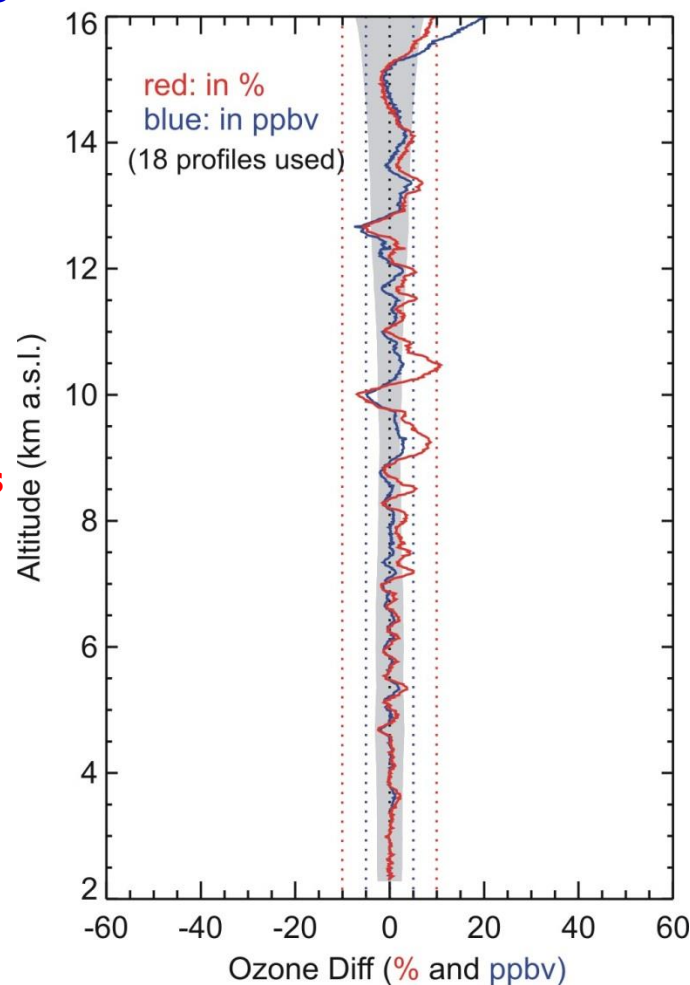 red: in %
blue: in ppbv
(18 profiles used)
Altitude (km a.s.l.)
16
14
12
10
8
6
4
2
-60 -40 -20 0 20 40 60
Ozone Diff (% and ppbv)